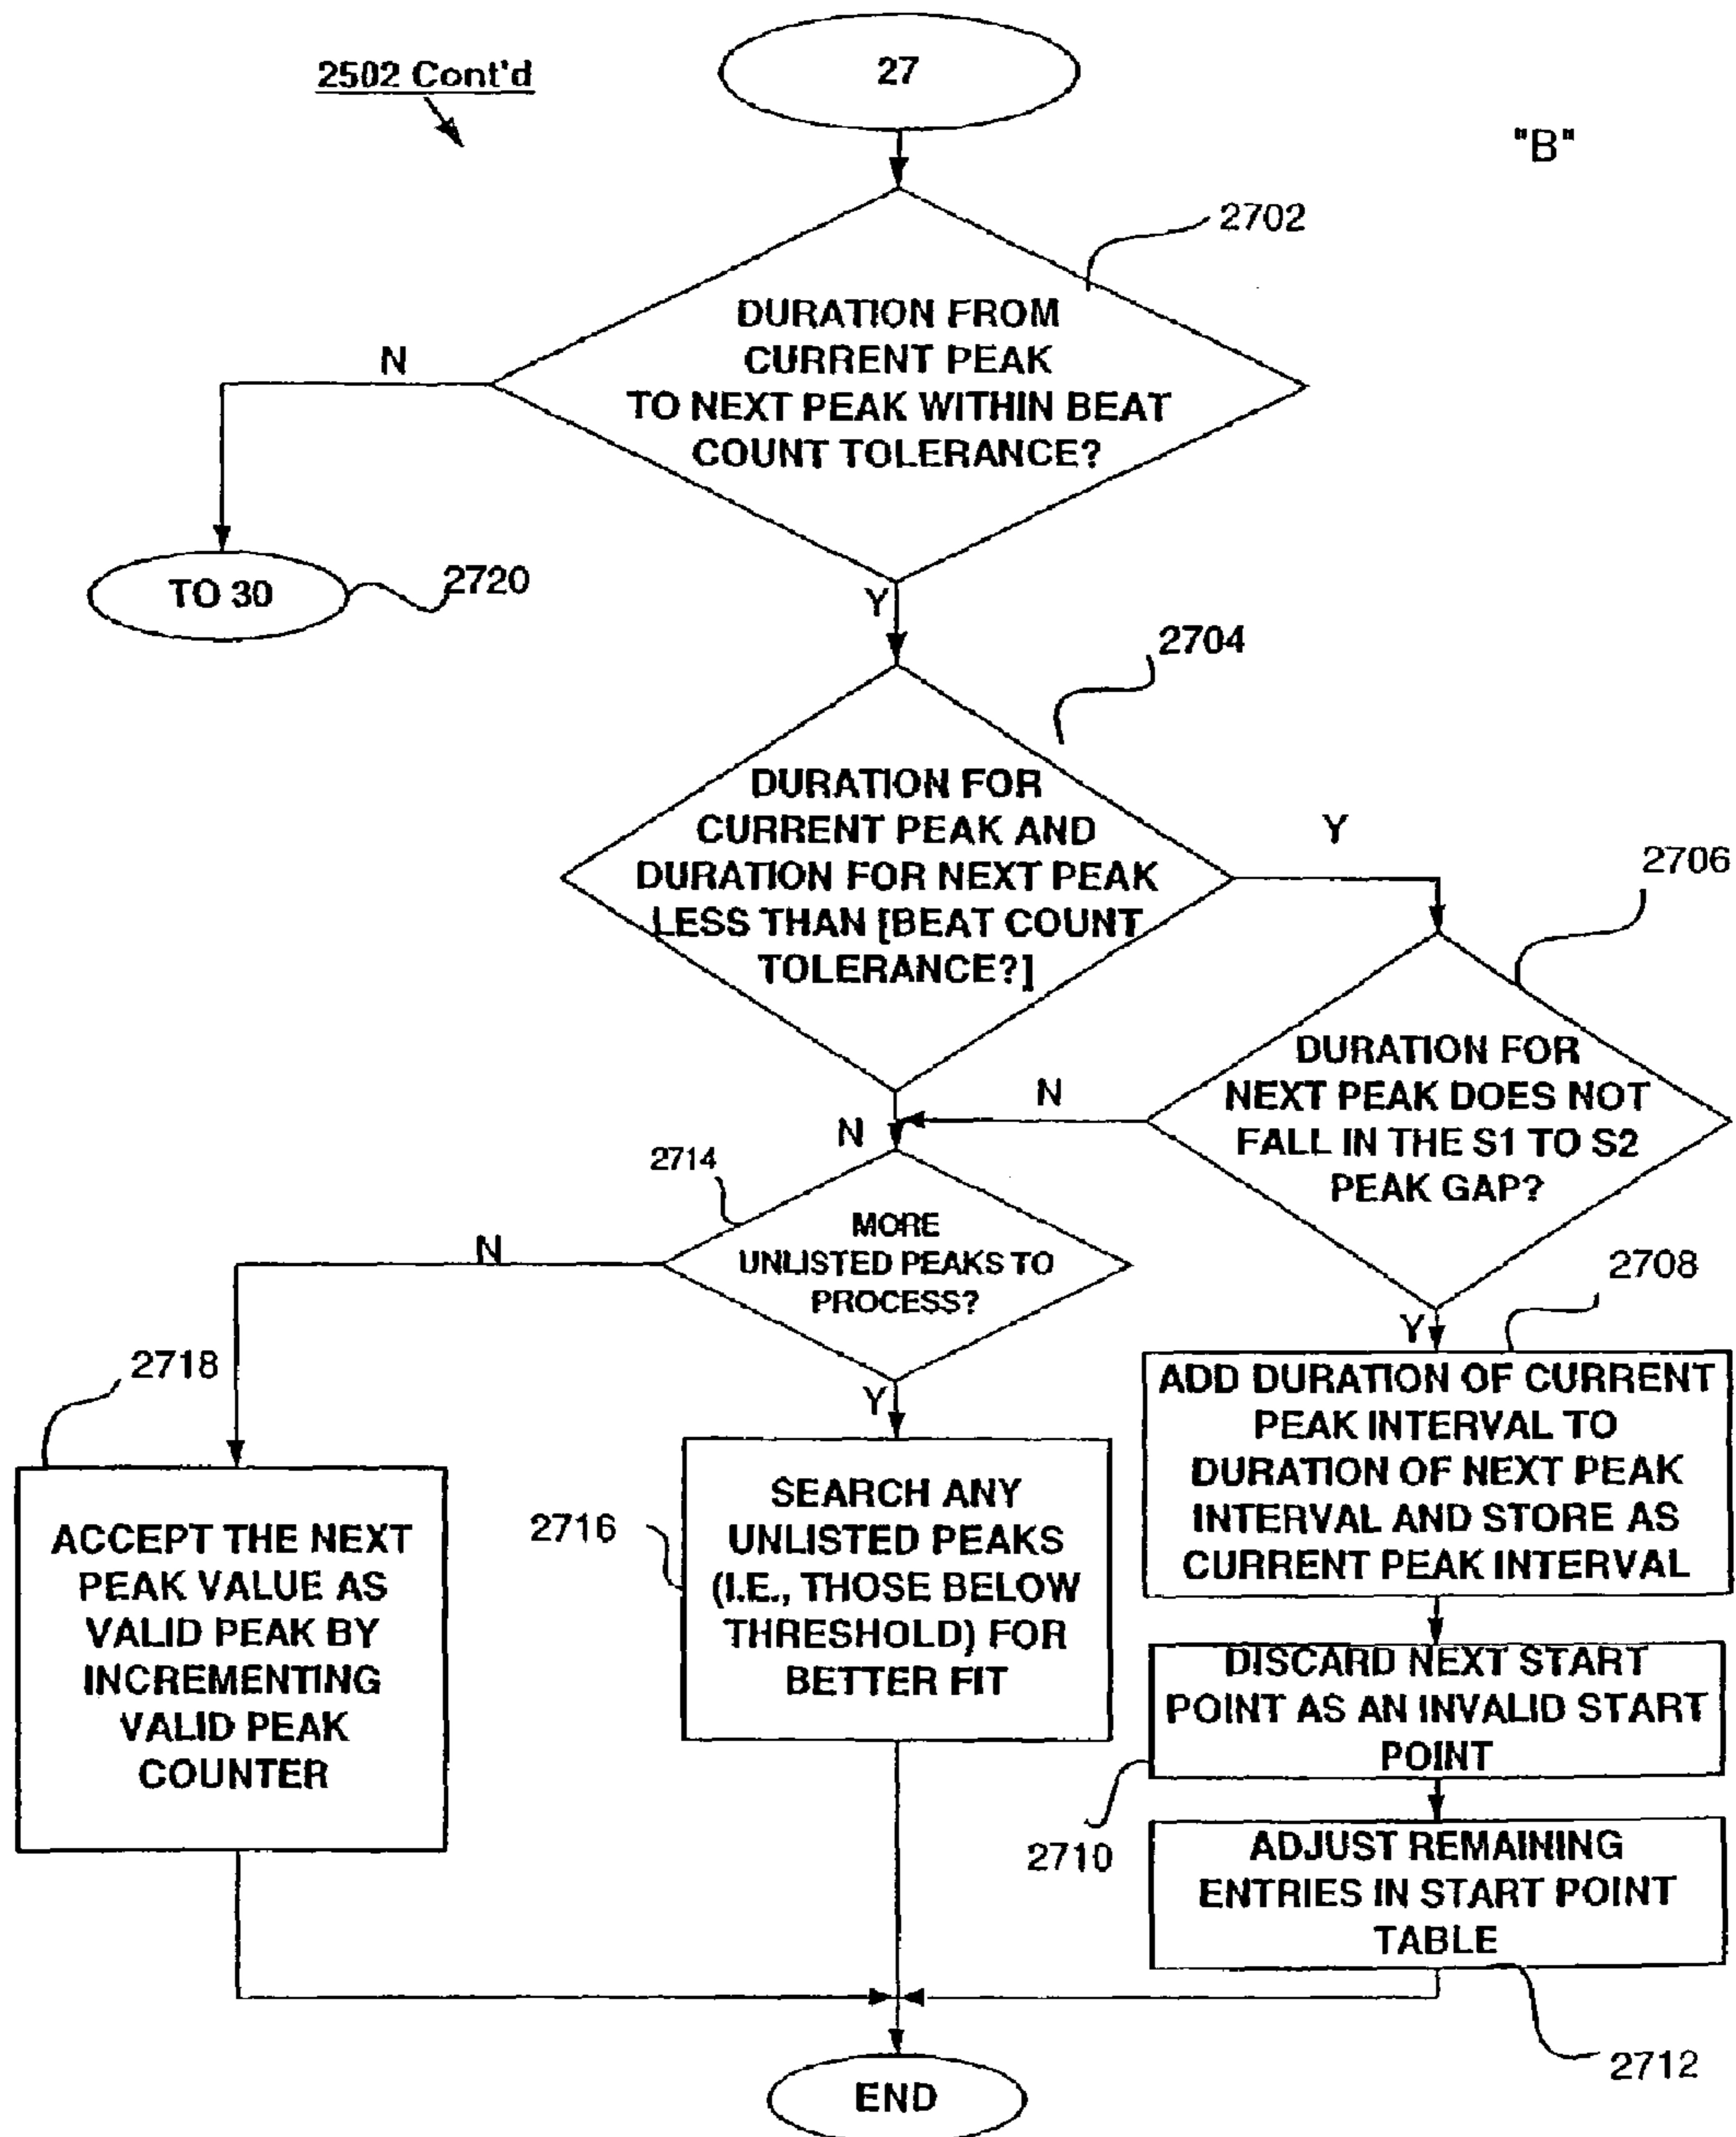 2502 Cont'd
27
"B"
2702
DURATION FROM
CURRENT PEAK
TO NEXT PEAK WITHIN BEAT
COUNT TOLERANCE?
N
TO 30
2720
Y
2704
DURATION FOR
CURRENT PEAK AND
DURATION FOR NEXT PEAK
LESS THAN [BEAT COUNT
TOLERANCE?]
Y
2706
DURATION FOR
NEXT PEAK DOES NOT
FALL IN THE S1 TO S2
PEAK GAP?
N
N
2714
MORE
UNLISTED PEAKS TO
PROCESS?
N
Y
Y
2708
ADD DURATION OF CURRENT
PEAK INTERVAL TO
DURATION OF NEXT PEAK
INTERVAL AND STORE AS
CURRENT PEAK INTERVAL
2718
ACCEPT THE NEXT
PEAK VALUE AS
VALID PEAK BY
INCREMENTING
VALID PEAK
COUNTER
2716
SEARCH ANY
UNLISTED PEAKS
(I.E., THOSE BELOW
THRESHOLD) FOR
BETTER FIT
DISCARD NEXT START
POINT AS AN INVALID START
POINT
2710
ADJUST REMAINING
ENTRIES IN START POINT
TABLE
2712
END